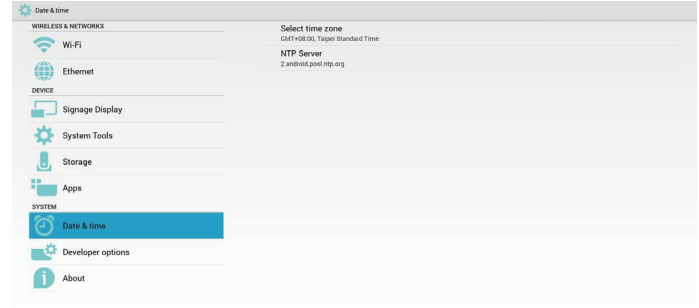 Date & time
WIRELESS & NETWORKS
Wi-Fi
Ethernet
DEVICE
Signage Display
System Tools
Storage
Apps
SYSTEM
Date & time
Developer options
About
Select time zone
GMT+08:00, Taipei Standard Time
NTP Server
2.android.pool.ntp.org